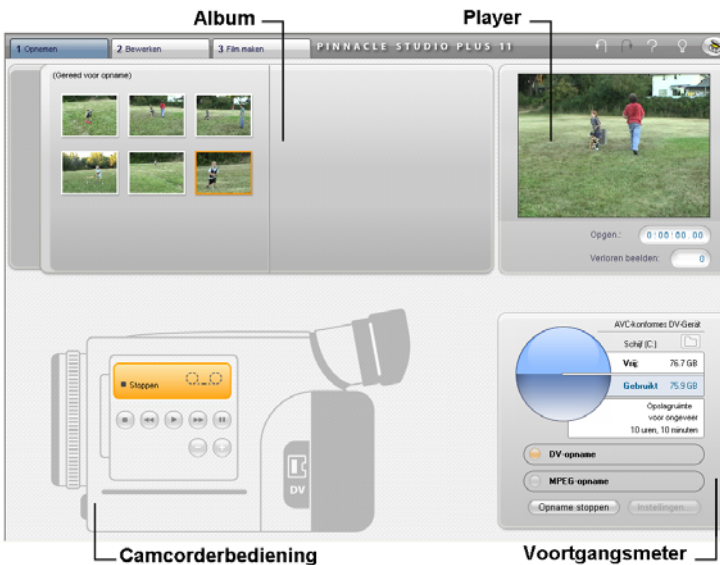 Album
Player
1 Opnemen
2 Bewerken
3 Film maken
PINNACLE STUDIO PLUS 11
(Gereed voor opname)
Opgen.: 0:00:00.00
Verloren beelden: 0
AVC-konformes DV-Gerät
Schijf (C:)
Vrij: 76.7 GB
Gebruikt 75.9 GB
Opslagruimte
voor ongeveer
10 uren, 10 minuten
Stoppen
DV
DV-opname
MPEG-opname
Opname stoppen
Instellingen...
Camcorderbediening
Voortgangsmeter